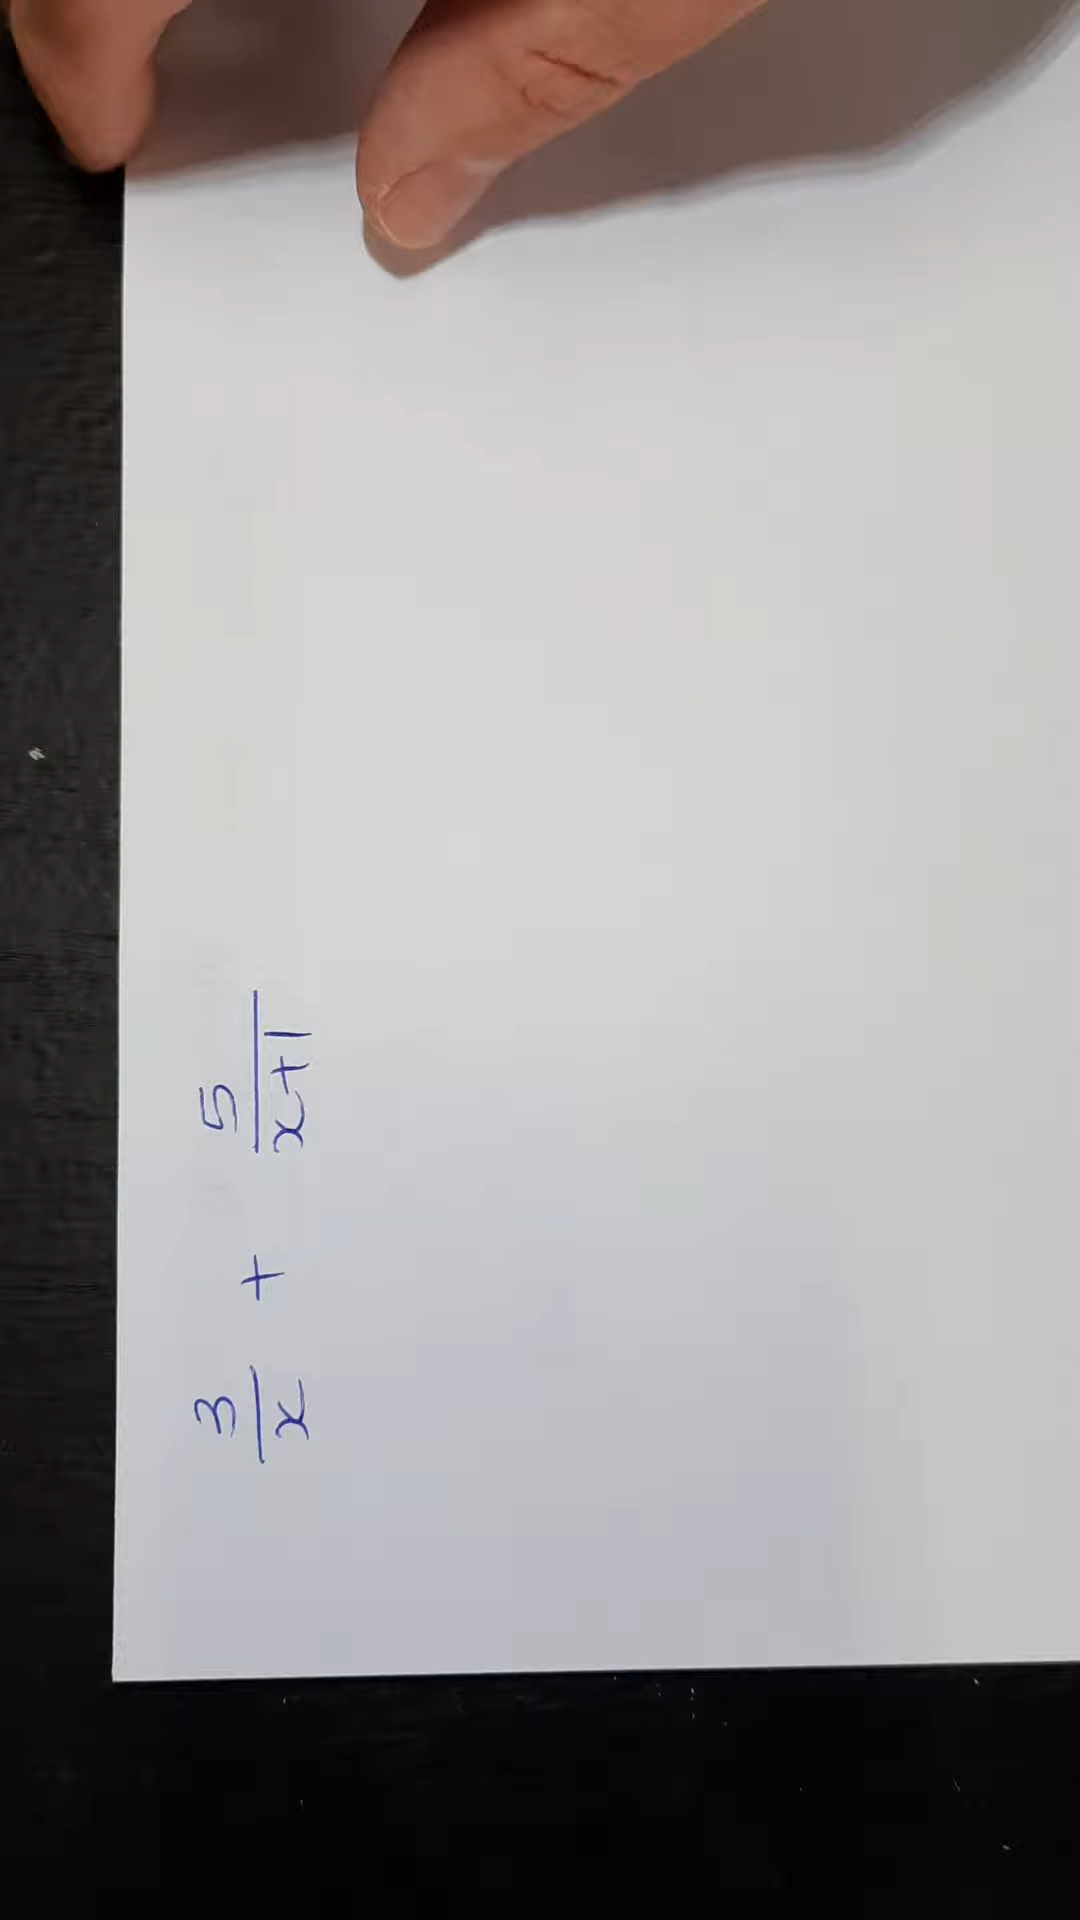 3/x + 5/(x+1)